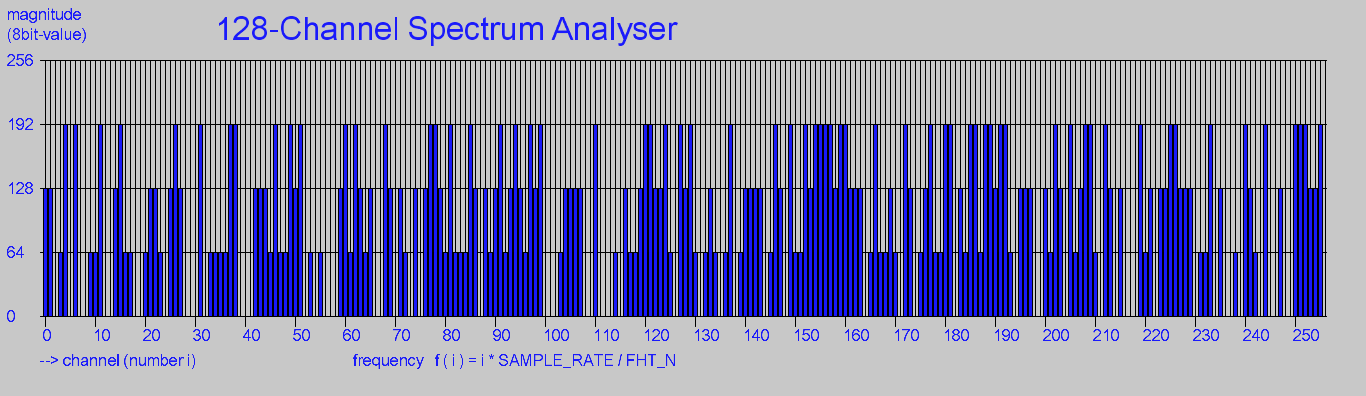 magnitude
(8bit-value)
128-Channel Spectrum Analyser
256
192
128
64
0
0 10 20 30 40 50 60 70 80 90 100 110 120 130 140 150 160 170 180 190 200 210 220 230 240 250
--> channel (number i)
frequency f ( i ) = i * SAMPLE_RATE / FHT_N